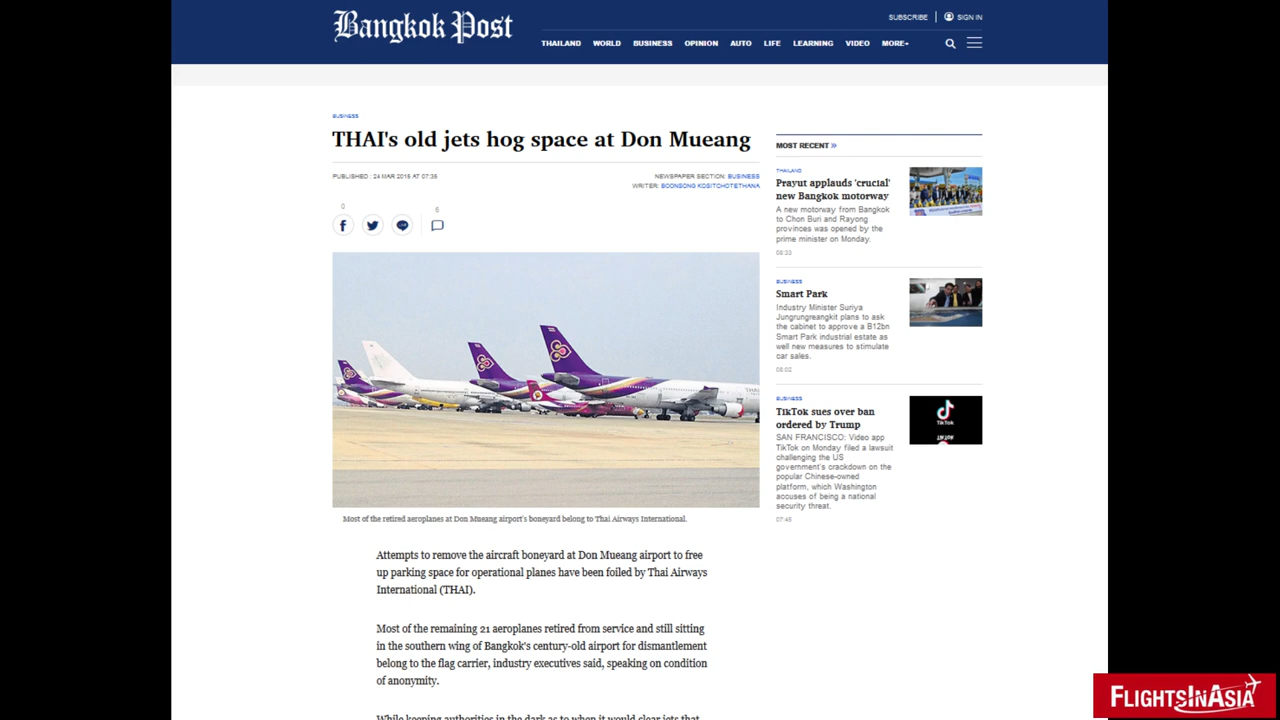 Bangkok Post
SUBSCRIBE
SIGN IN
THAILAND WORLD BUSINESS OPINION AUTO LIFE LEARNING VIDEO MORE+
BUSINESS
THAI's old jets hog space at Don Mueang
PUBLISHED : 24 MAR 2015 AT 07:35
NEWSPAPER SECTION: BUSINESS
WRITER: BOONSONG KOSITCHOTETHANA
0
6
Most of the retired aeroplanes at Don Mueang airport's boneyard belong to Thai Airways International.
Attempts to remove the aircraft boneyard at Don Mueang airport to free
up parking space for operational planes have been foiled by Thai Airways
International (THAI).
Most of the remaining 21 aeroplanes retired from service and still sitting
in the southern wing of Bangkok's century-old airport for dismantlement
belong to the flag carrier, industry executives said, speaking on condition
of anonymity.
While keeping authorities in the dark as to when it would clear jets that
MOST RECENT »
THAILAND
Prayut applauds 'crucial'
new Bangkok motorway
A new motorway from Bangkok
to Chon Buri and Rayong
provinces was opened by the
prime minister on Monday.
08:33
BUSINESS
Smart Park
Industry Minister Suriya
Jungrungreangkit plans to ask
the cabinet to approve a B12bn
Smart Park industrial estate as
well new measures to stimulate
car sales.
08:02
BUSINESS
TikTok sues over ban
ordered by Trump
SAN FRANCISCO: Video app
TikTok on Monday filed a lawsuit
challenging the US
government's crackdown on the
popular Chinese-owned
platform, which Washington
accuses of being a national
security threat.
07:45
TikTok
FLIGHTSINASIA